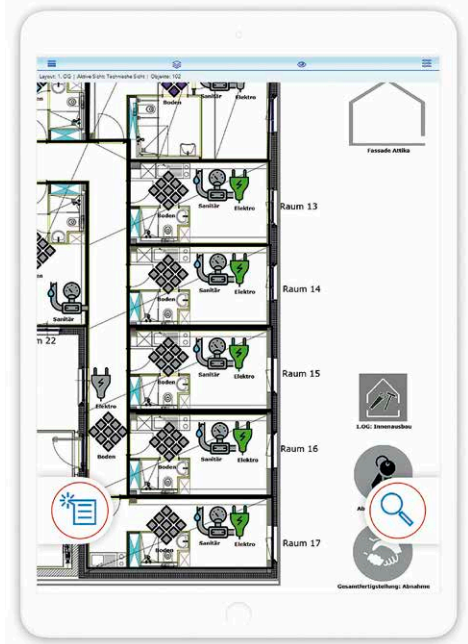 Layout: 1. OG | Aktive Sicht: Technische Sicht | Objekte: 102
Boden
Sanitär
Elektro
Fassade Attika
Sanitär
Elektro
Boden
Raum 13
Sanitär
Elektro
Boden
Raum 14
Sanitär
22
Sanitär
Elektro
Boden
Raum 15
Elektro
1.OG: Innenausbau
Sanitär
Elektro
Boden
Raum 16
Boden
Sanitär
Elektro
Boden
Raum 17
Gesamtfertigstellung: Abnahme